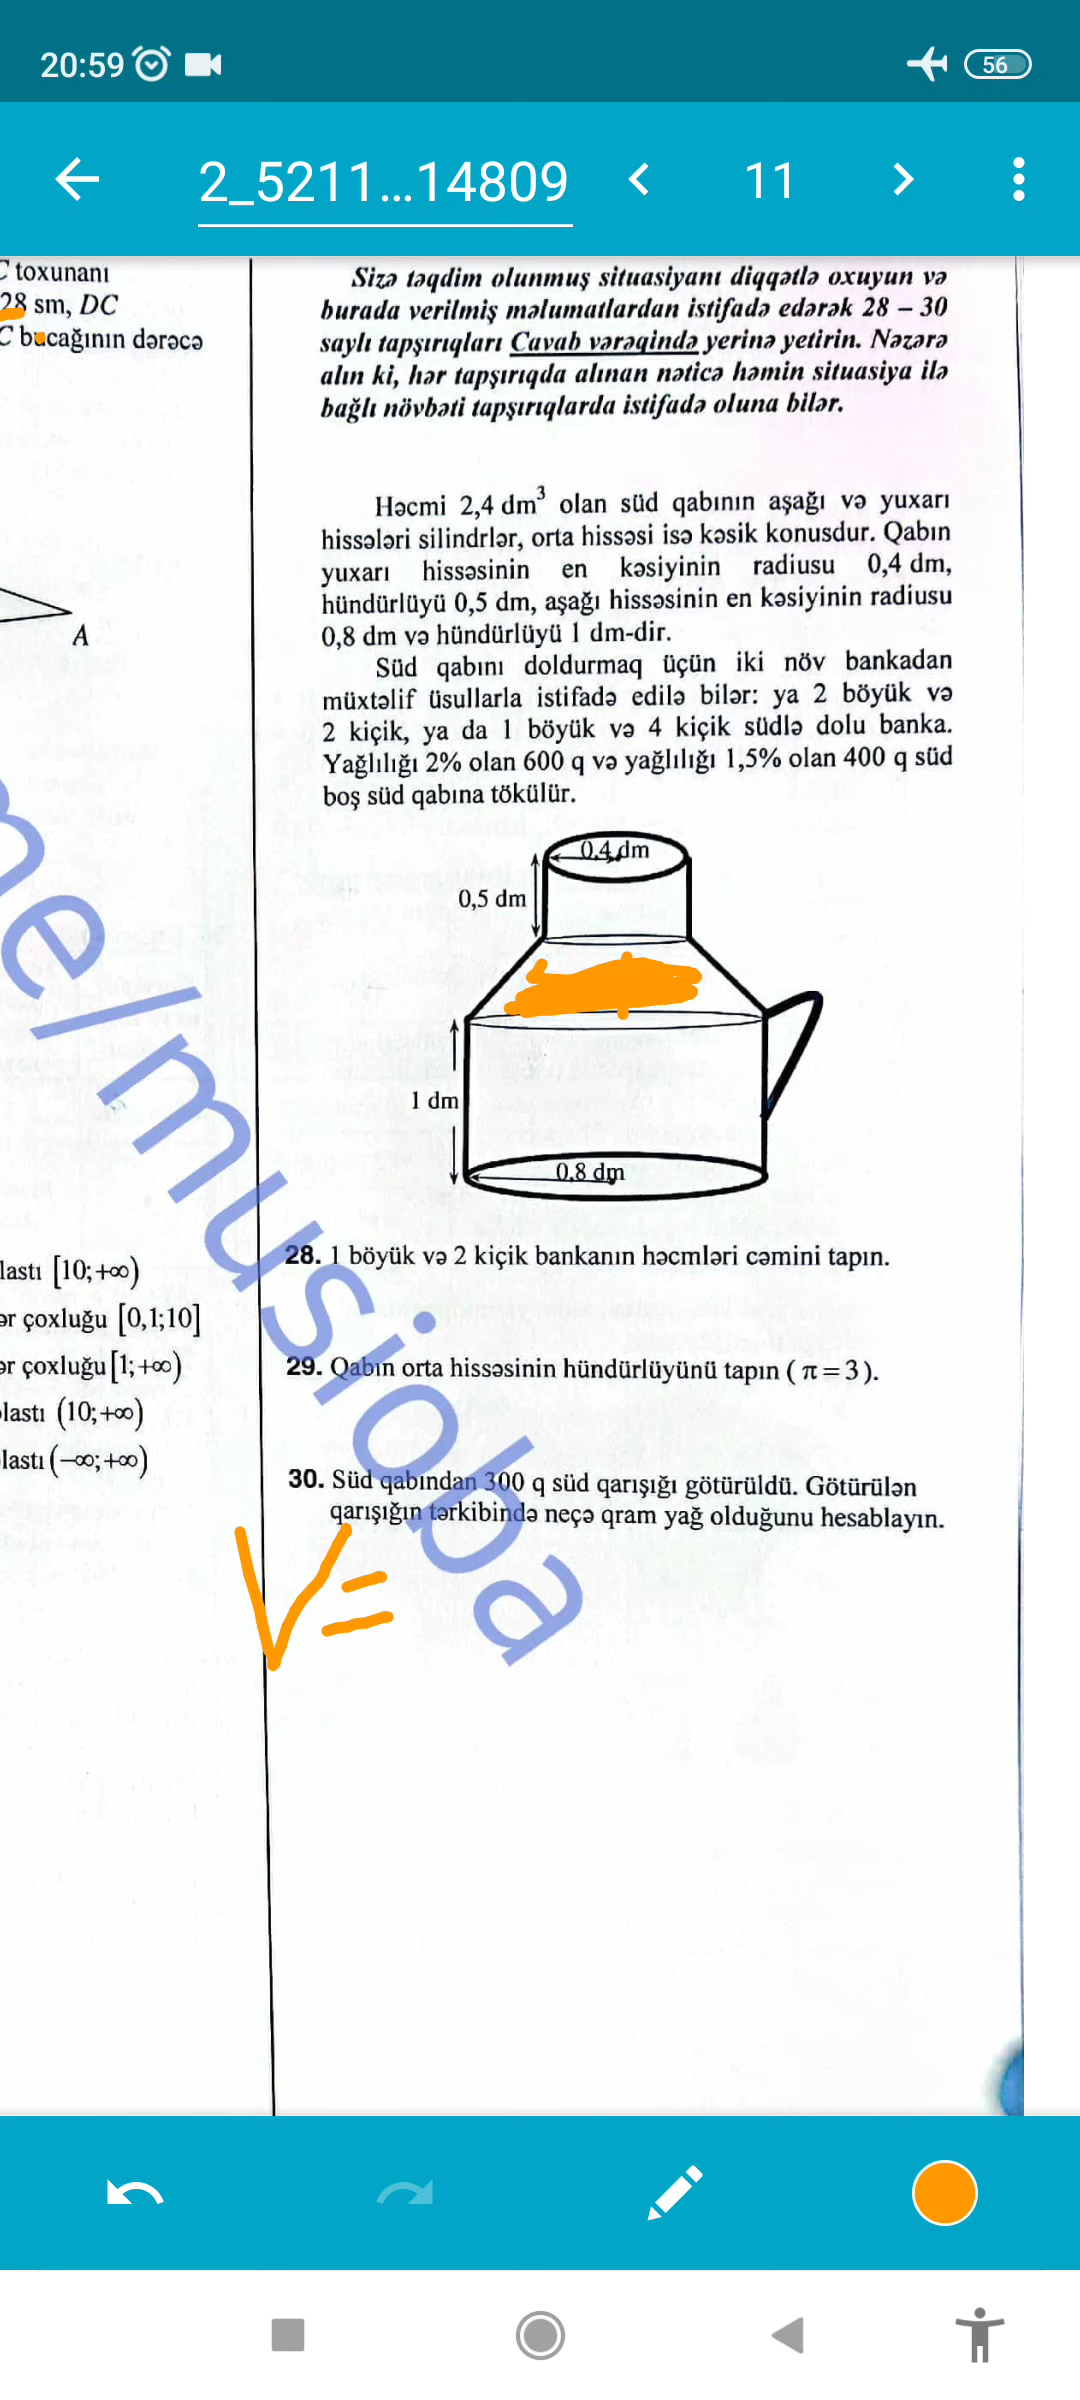 20:59
56
2_5211...14809
11
C toxunanı
28 sm, DC
C bucağının dərəcə
A
lastı [10;+∞)
ər çoxluğu [0,1;10]
ər çoxluğu [1;+∞)
lastı (10;+∞)
lastı (−∞;+∞)
Sizə təqdim olunmuş situasiyanı diqqətlə oxuyun və
burada verilmiş məlumatlardan istifadə edərək 28 – 30
saylı tapşırıqları Cavab vərəqində yerinə yetirin. Nəzərə
alın ki, hər tapşırıqda alınan nəticə həmin situasiya ilə
bağlı növbəti tapşırıqlarda istifadə oluna bilər.
Həcmi 2,4 dm³ olan süd qabının aşağı və yuxarı
hissələri silindrlər, orta hissəsi isə kəsik konusdur. Qabın
yuxarı hissəsinin en kəsiyinin radiusu 0,4 dm,
hündürlüyü 0,5 dm, aşağı hissəsinin en kəsiyinin radiusu
0,8 dm və hündürlüyü 1 dm-dir.
Süd qabını doldurmaq üçün iki növ bankadan
müxtəlif üsullarla istifadə edilə bilər: ya 2 böyük və
2 kiçik, ya da 1 böyük və 4 kiçik südlə dolu banka.
Yağlılığı 2% olan 600 q və yağlılığı 1,5% olan 400 q süd
boş süd qabına tökülür.
0,4 dm
0,5 dm
1 dm
0,8 dm
28. 1 böyük və 2 kiçik bankanın həcmləri cəmini tapın.
29. Qabın orta hissəsinin hündürlüyünü tapın ( π = 3 ).
30. Süd qabından 300 q süd qarışığı götürüldü. Götürülən
qarışığın tərkibində neçə qram yağ olduğunu hesablayın.
V=
me/musioba